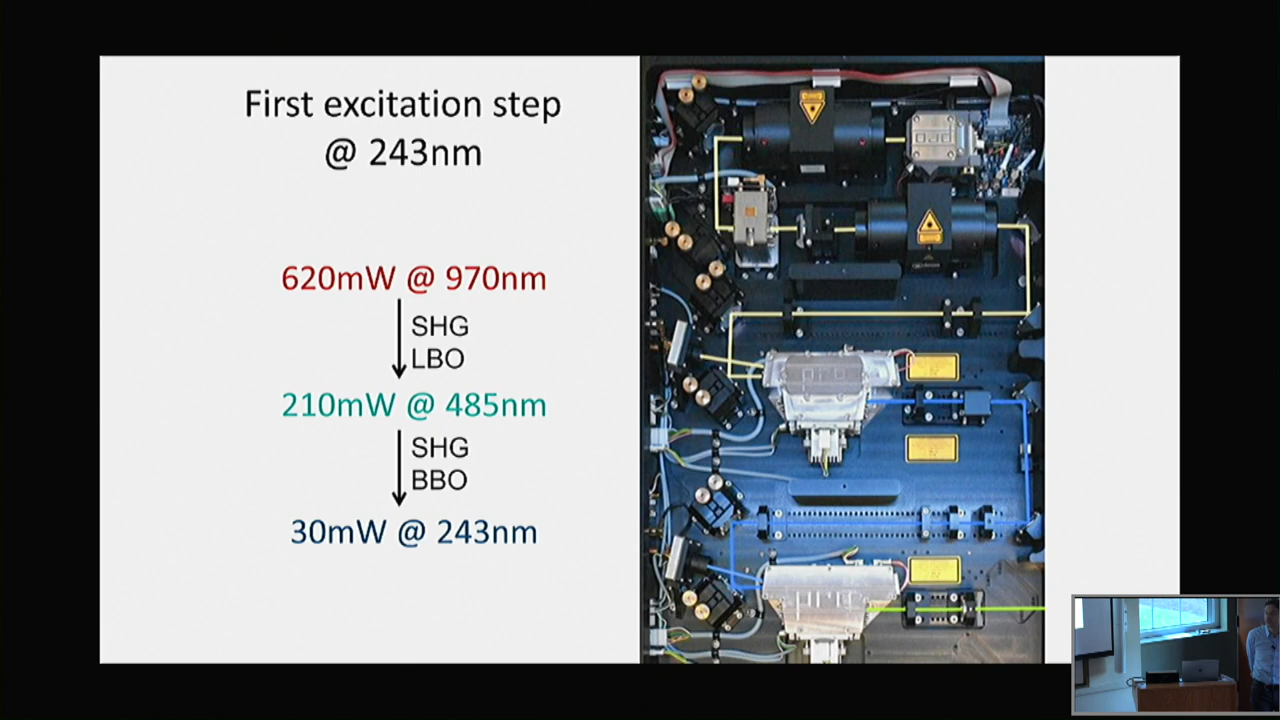 First excitation step
@ 243nm
620mW @ 970nm
SHG
LBO
210mW @ 485nm
SHG
BBO
30mW @ 243nm